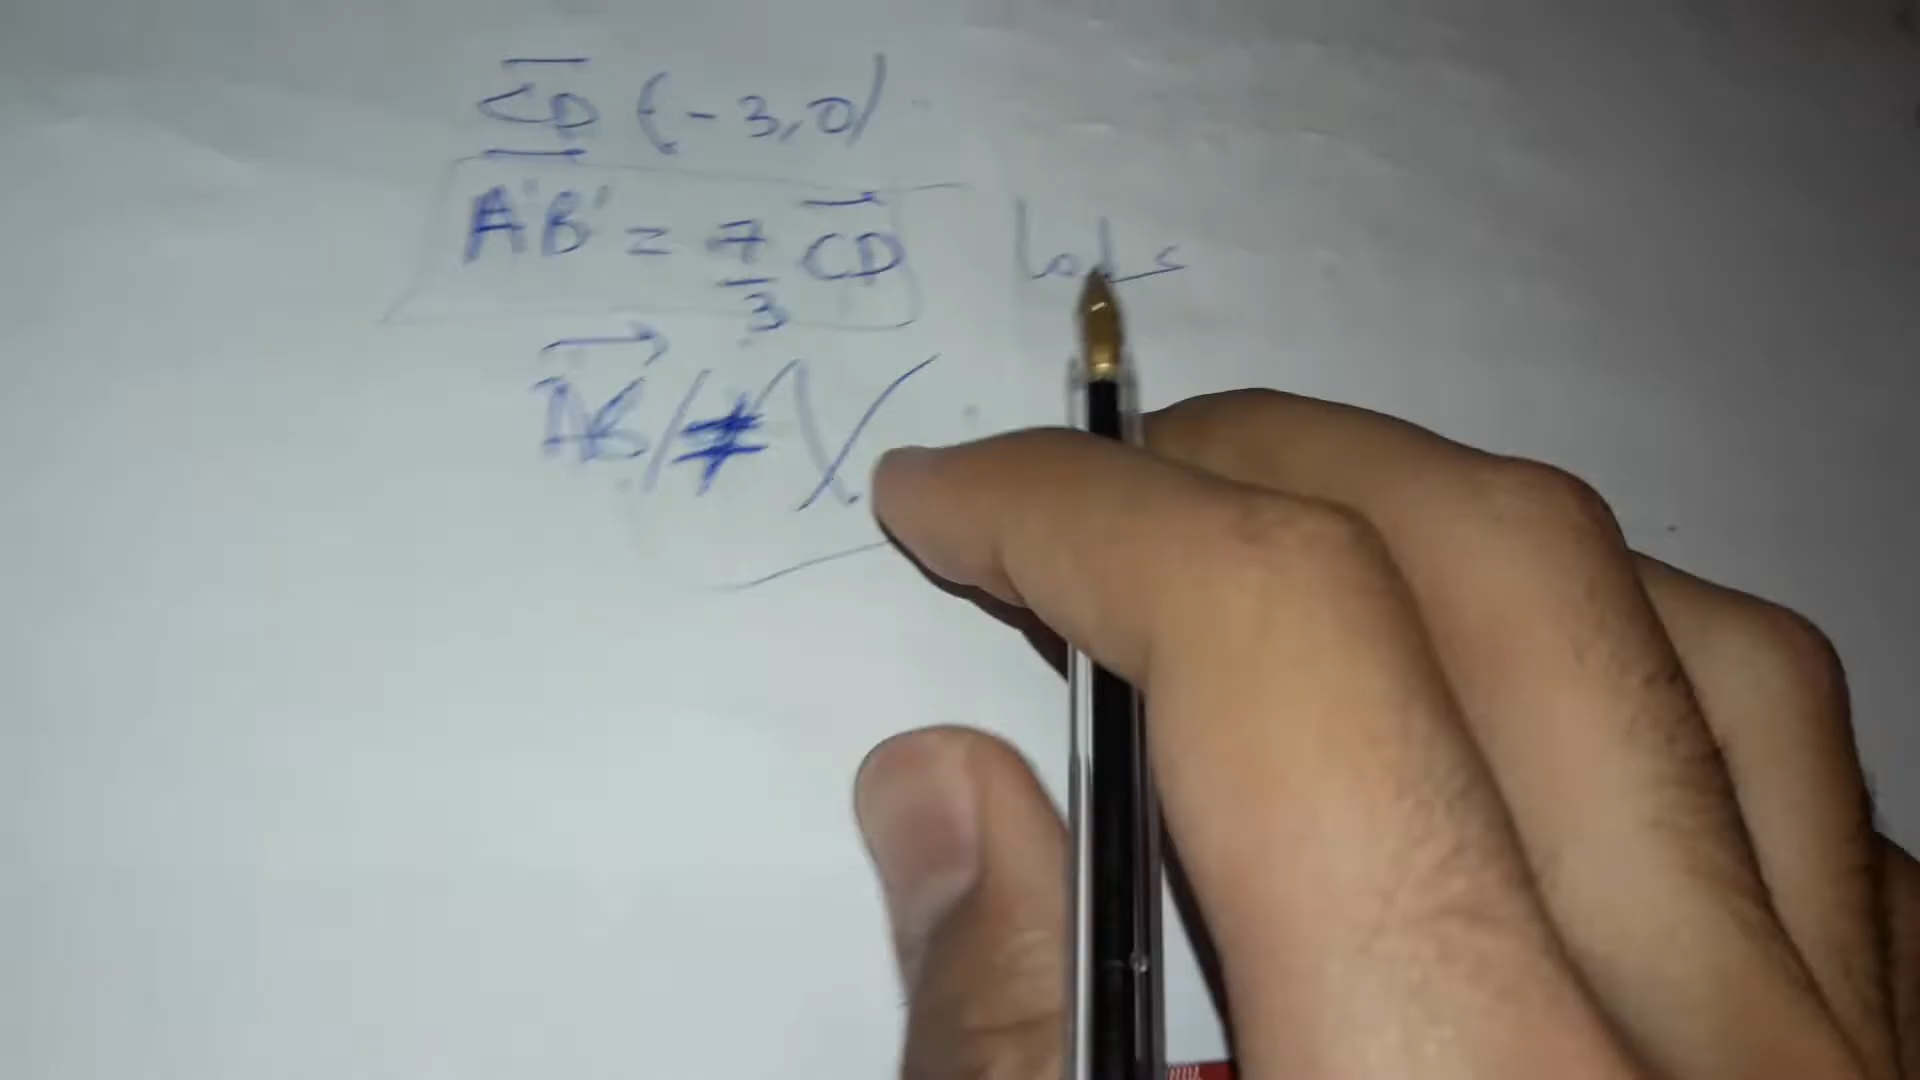 CD (-3,0)
A'B' = 7/3 CD
AB ≠